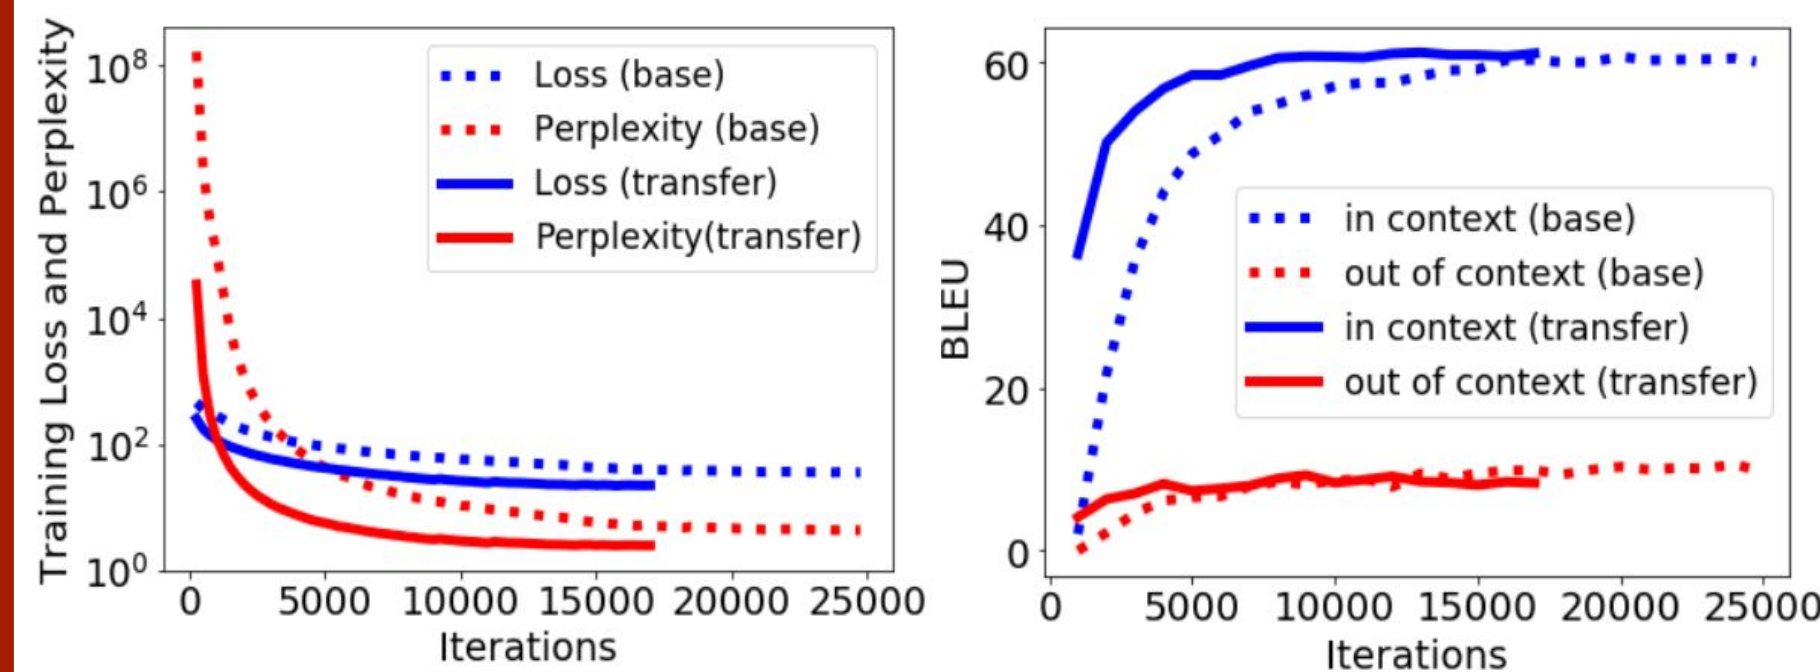 Training Loss and Perplexity
10⁸
10⁶
10⁴
10²
10⁰
Loss (base)
Perplexity (base)
Loss (transfer)
Perplexity(transfer)
0 5000 10000 15000 20000 25000
Iterations
BLEU
60
40
20
0
in context (base)
out of context (base)
in context (transfer)
out of context (transfer)
0 5000 10000 15000 20000 25000
Iterations